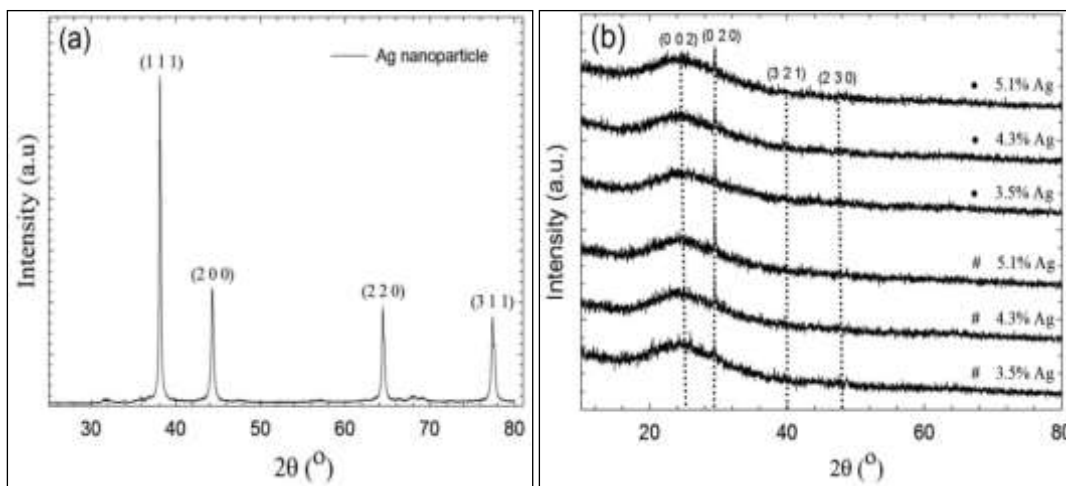 (a)
(1 1 1)
Ag nanoparticle
(2 0 0)
(2 2 0)
(3 1 1)
Intensity (a.u)
30 40 50 60 70 80
2θ (O)
(b)
(0 0 2) (0 2 0)
(3 2 1) (2 3 0)
• 5.1% Ag
• 4.3% Ag
• 3.5% Ag
# 5.1% Ag
# 4.3% Ag
# 3.5% Ag
Intensity (a.u.)
20 40 60 80
2θ (O)